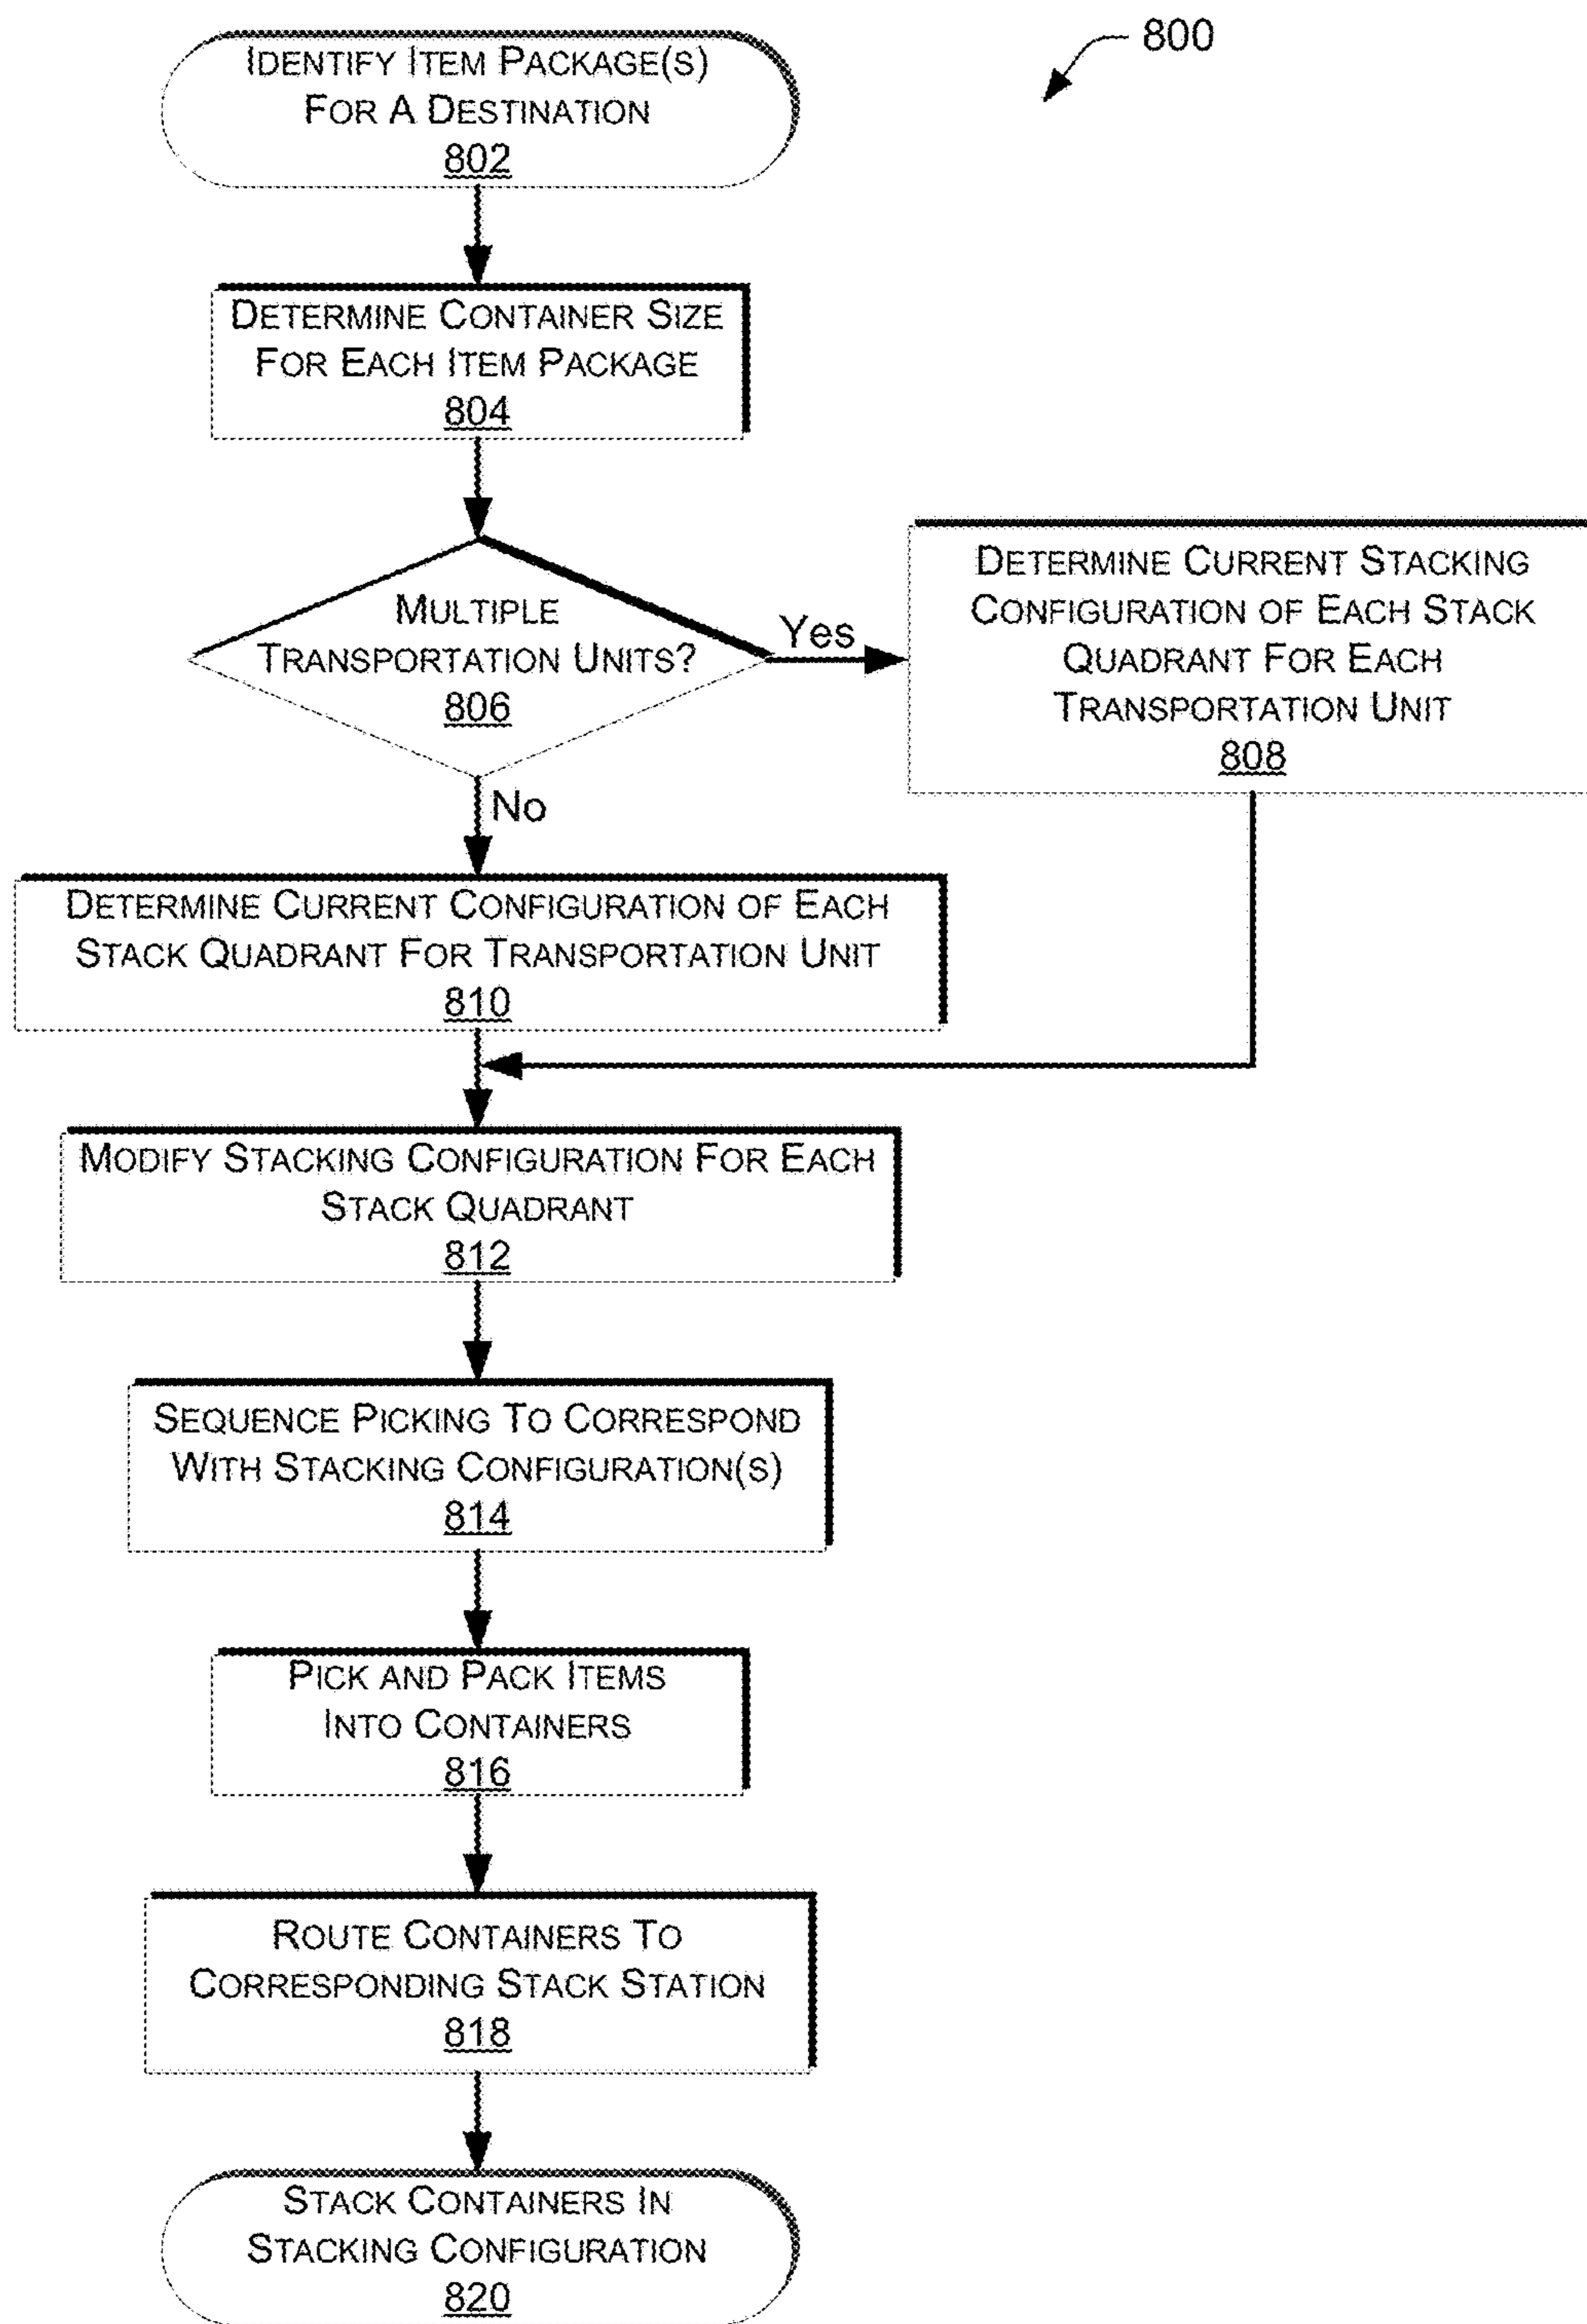 800
IDENTIFY ITEM PACKAGE(S)
FOR A DESTINATION
802
DETERMINE CONTAINER SIZE
FOR EACH ITEM PACKAGE
804
MULTIPLE
TRANSPORTATION UNITS?
806
Yes
DETERMINE CURRENT STACKING
CONFIGURATION OF EACH STACK
QUADRANT FOR EACH
TRANSPORTATION UNIT
808
No
DETERMINE CURRENT CONFIGURATION OF EACH
STACK QUADRANT FOR TRANSPORTATION UNIT
810
MODIFY STACKING CONFIGURATION FOR EACH
STACK QUADRANT
812
SEQUENCE PICKING TO CORRESPOND
WITH STACKING CONFIGURATION(S)
814
PICK AND PACK ITEMS
INTO CONTAINERS
816
ROUTE CONTAINERS TO
CORRESPONDING STACK STATION
818
STACK CONTAINERS IN
STACKING CONFIGURATION
820